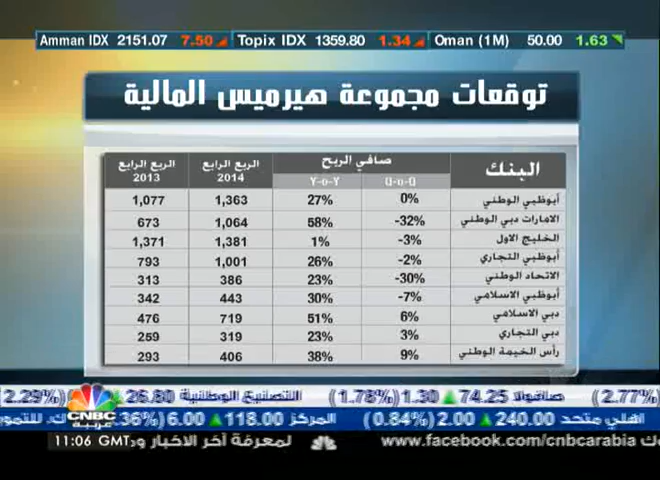 Amman IDX 2151.07 7.50 Topix IDX 1359.80 1.34 Oman (1M) 50.00 1.63
توقعات مجموعة هيرميس المالية
البنك صافي الربح الربع الرابع 2014 الربع الرابع 2013
Q-o-Q Y-o-Y
أبوظبي الوطني 0% 27% 1,363 1,077
الامارات دبي الوطني -32% 58% 1,064 673
الخليج الاول -3% 1% 1,381 1,371
أبوظبي التجاري -2% 26% 1,001 793
الاتحاد الوطني -30% 23% 386 313
أبوظبي الاسلامي -7% 30% 443 342
دبي الاسلامي 6% 51% 719 476
دبي التجاري 3% 23% 319 259
رأس الخيمة الوطني 9% 38% 406 293
(2.77%) صافولا 74.25 1.30 (1.78%) التصنيع الوطنية 26.80 2.29%)
اهلي متحد 240.00 2.00 (0.84%) المركز 118.00 6.00 .36%) للتمو
CNBC
عربية
11:06 GMT لمعرفة آخر الاخبار ود www.facebook.com/cnbcarabia وك